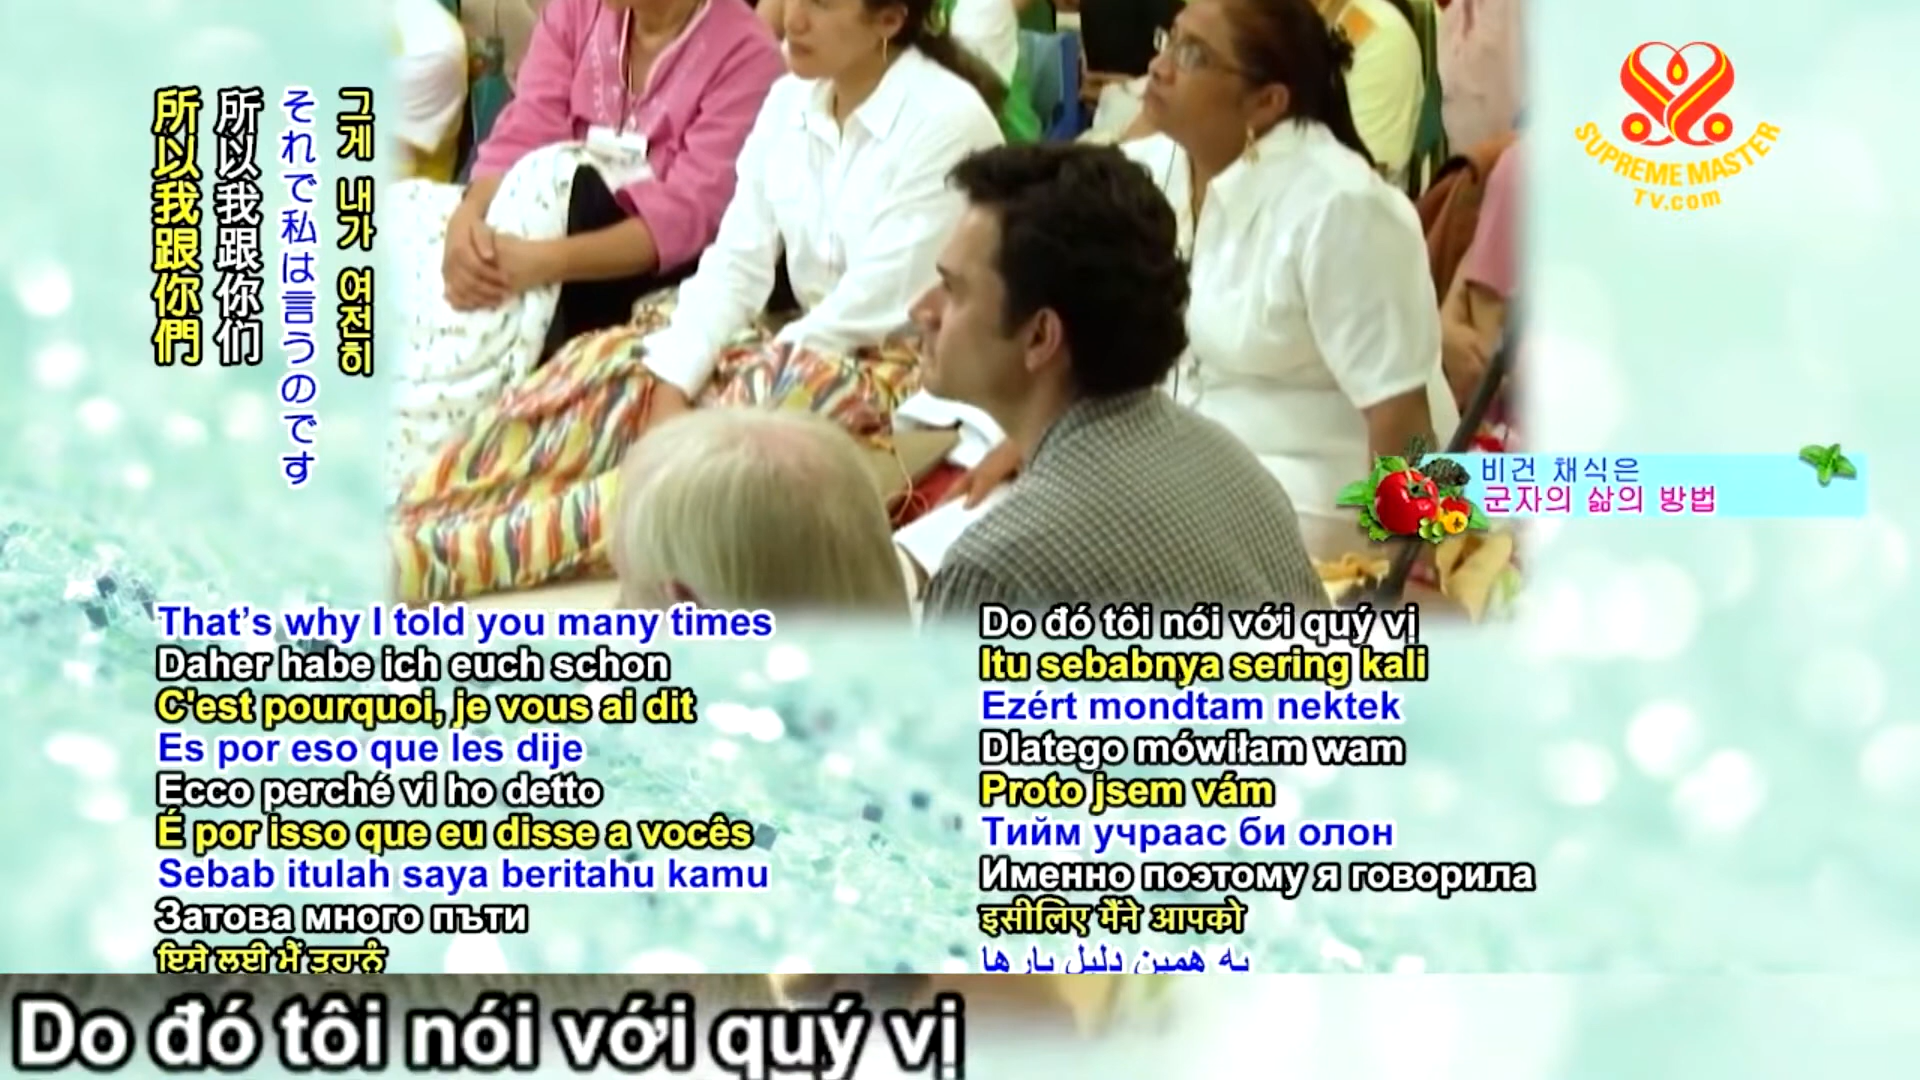 所以我跟你們
所以我跟你们
それで私は言うのです
그게 내가 여전히
SUPREME MASTER
TV.com
비건 채식은
군자의 삶의 방법
That's why I told you many times
Daher habe ich euch schon
C'est pourquoi, je vous ai dit
Es por eso que les dije
Ecco perché vi ho detto
É por isso que eu disse a vocês
Sebab itulah saya beritahu kamu
Затова много пъти
ਇਸੇ ਲਈ ਮੈਂ ਤੁਹਾਨੂੰ
Do đó tôi nói với quý vị
Itu sebabnya sering kali
Ezért mondtam nektek
Dlatego mówiłam wam
Proto jsem vám
Тийм учраас би олон
Именно поэтому я говорила
इसीलिए मैंने आपको
به همین دلیل بارها
Do đó tôi nói với quý vị